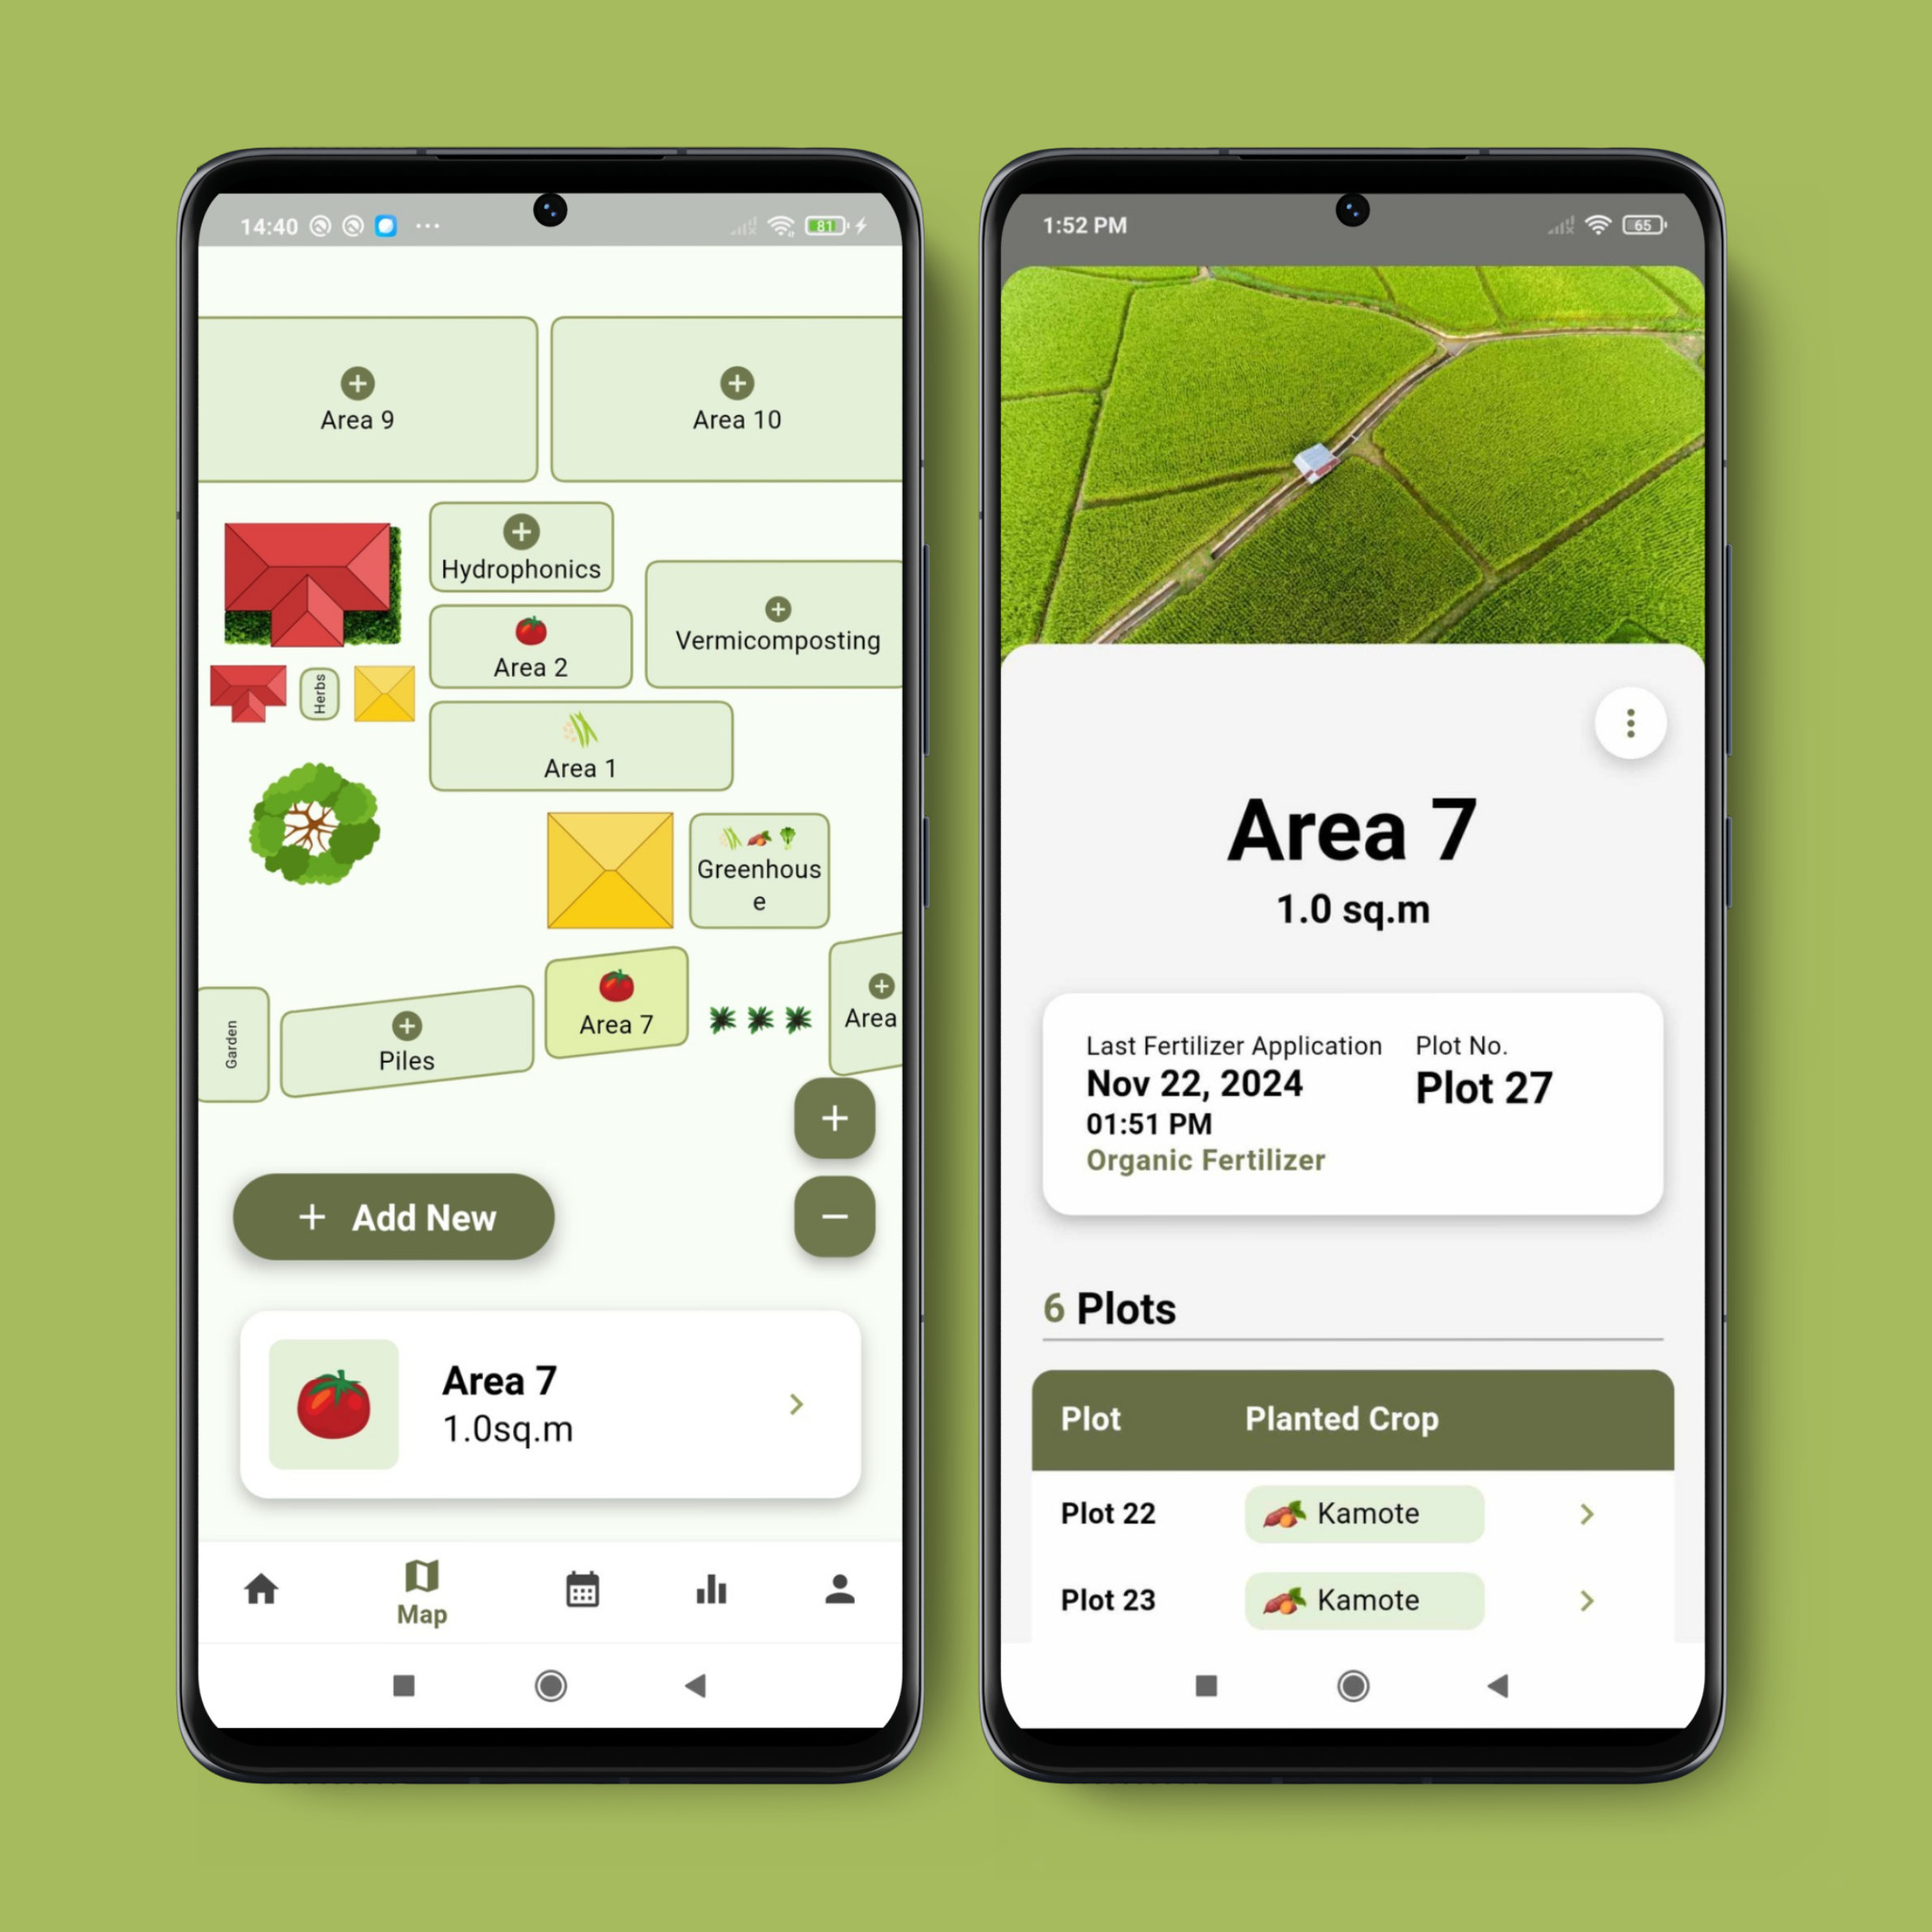 14:40
81
Area 9
Area 10
Hydrophonics
Vermicomposting
Area 2
Herbs
Area 1
Greenhous
e
Area 7
Area
Garden
Piles
+ Add New
Area 7
1.0sq.m
Map
1:52 PM
65
Area 7
1.0 sq.m
Last Fertilizer Application
Nov 22, 2024
01:51 PM
Organic Fertilizer
Plot No.
Plot 27
6 Plots
Plot Planted Crop
Plot 22 Kamote
Plot 23 Kamote